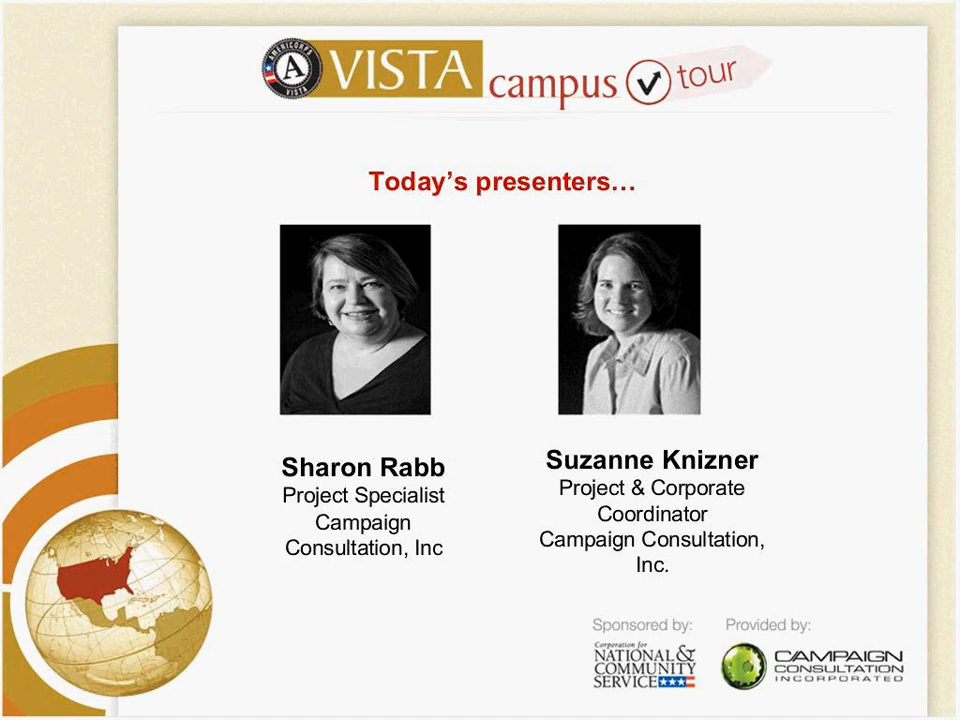 AMERICORPS
A
VISTA
VISTA campus tour
Today's presenters…
Sharon Rabb
Project Specialist
Campaign
Consultation, Inc
Suzanne Knizner
Project & Corporate
Coordinator
Campaign Consultation,
Inc.
Sponsored by:
Corporation for
NATIONAL &
COMMUNITY
SERVICE
Provided by:
CAMPAIGN
CONSULTATION
INCORPORATED